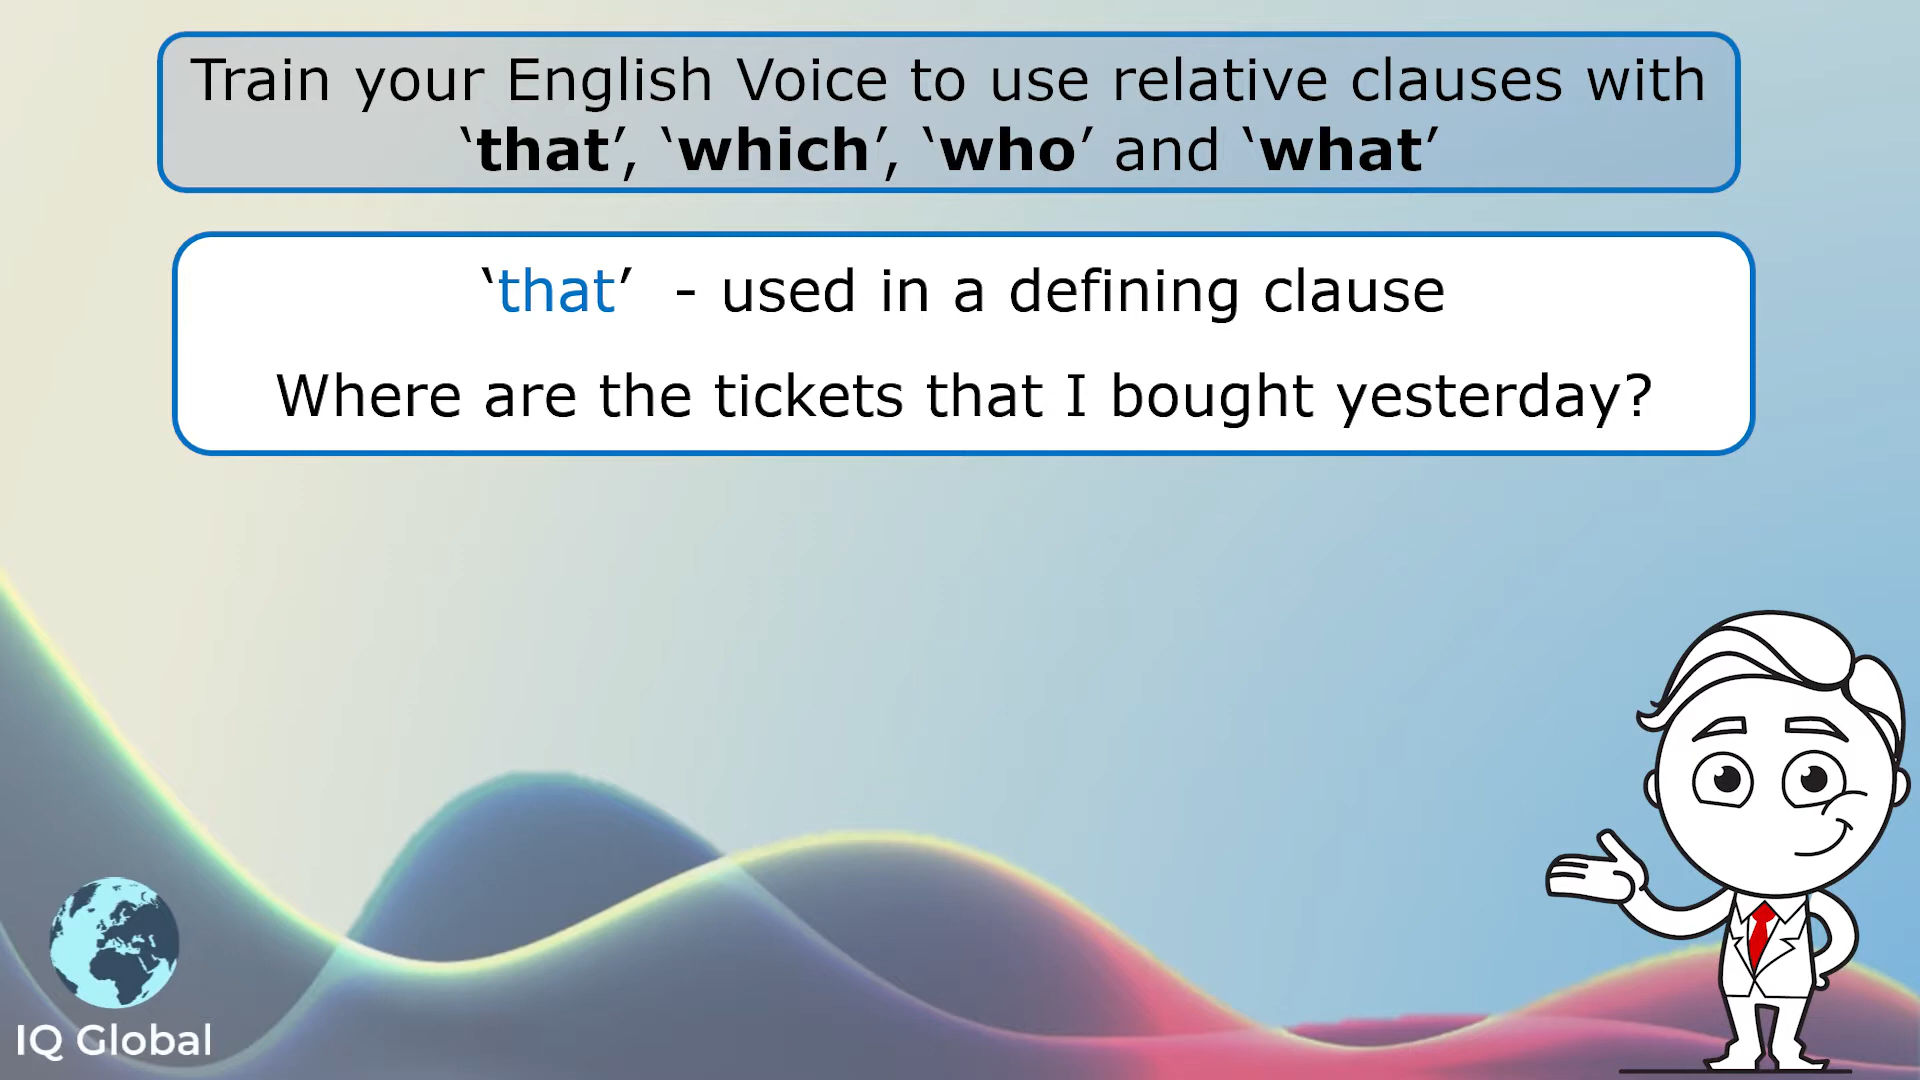 Train your English Voice to use relative clauses with
‘that’, ‘which’, ‘who’ and ‘what’
‘that’ - used in a defining clause
Where are the tickets that I bought yesterday?
IQ Global